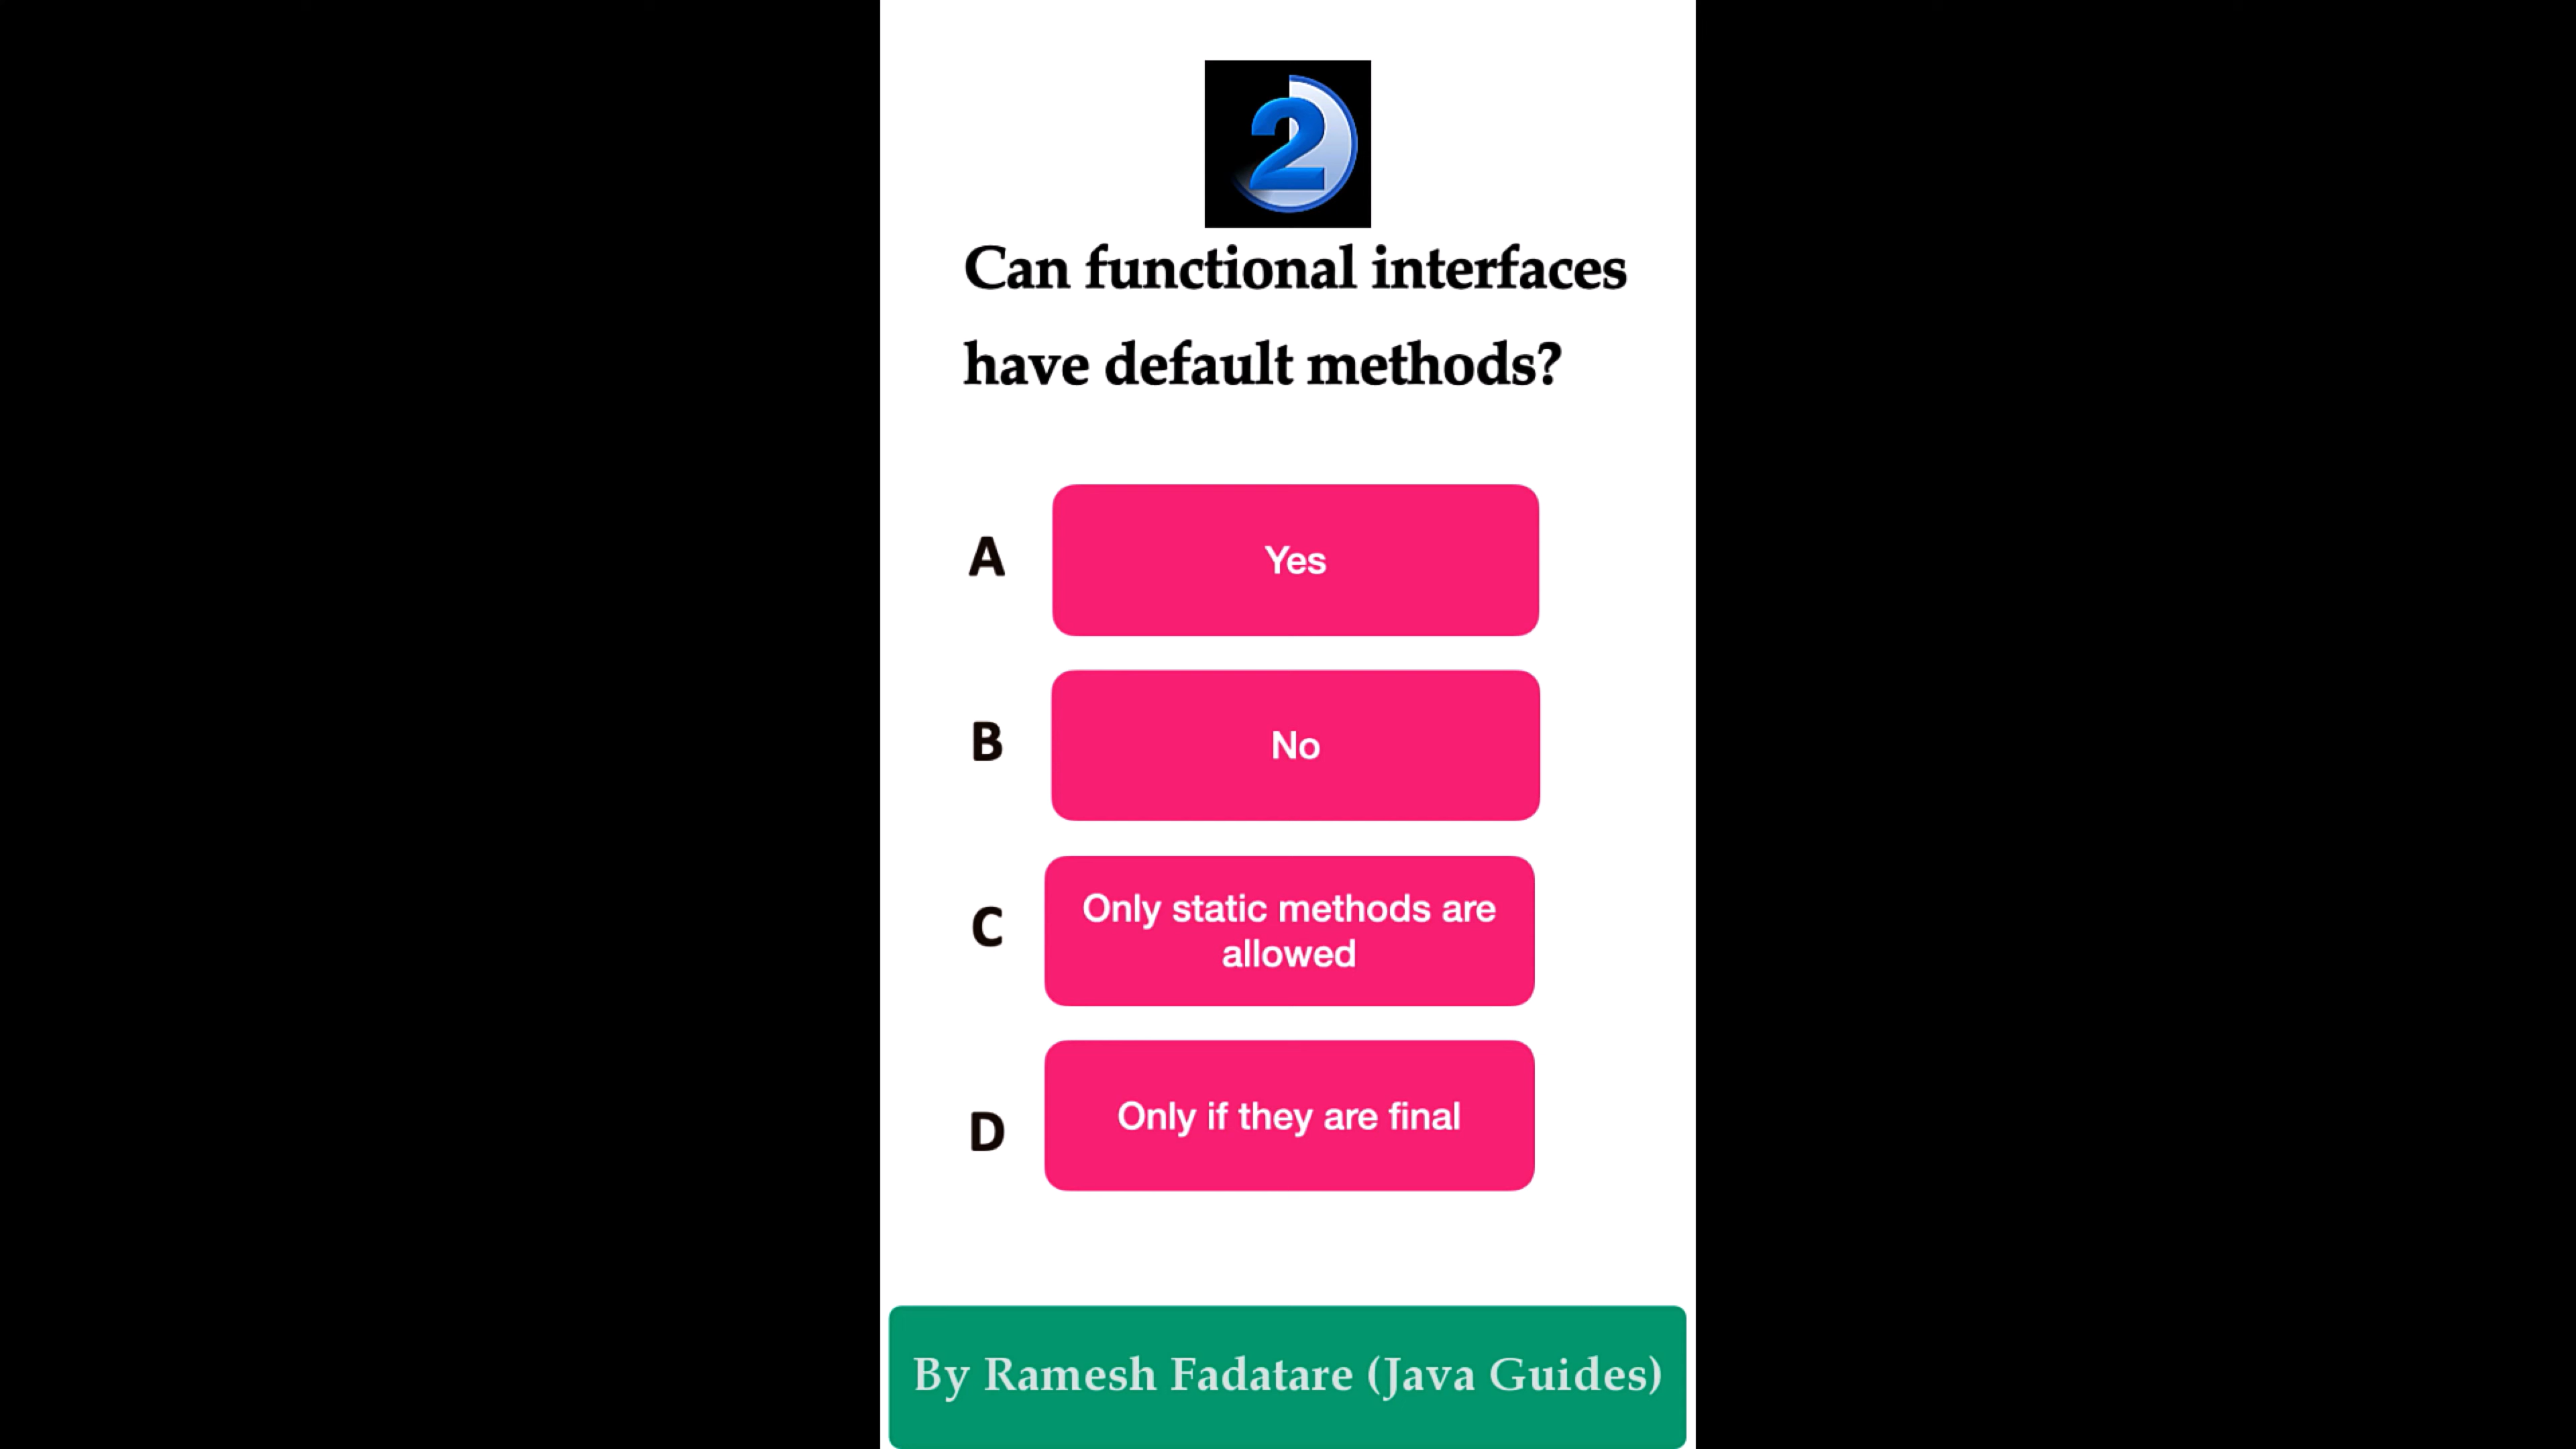 2
Can functional interfaces
have default methods?
A
Yes
B
No
C
Only static methods are
allowed
D
Only if they are final
By Ramesh Fadatare (Java Guides)